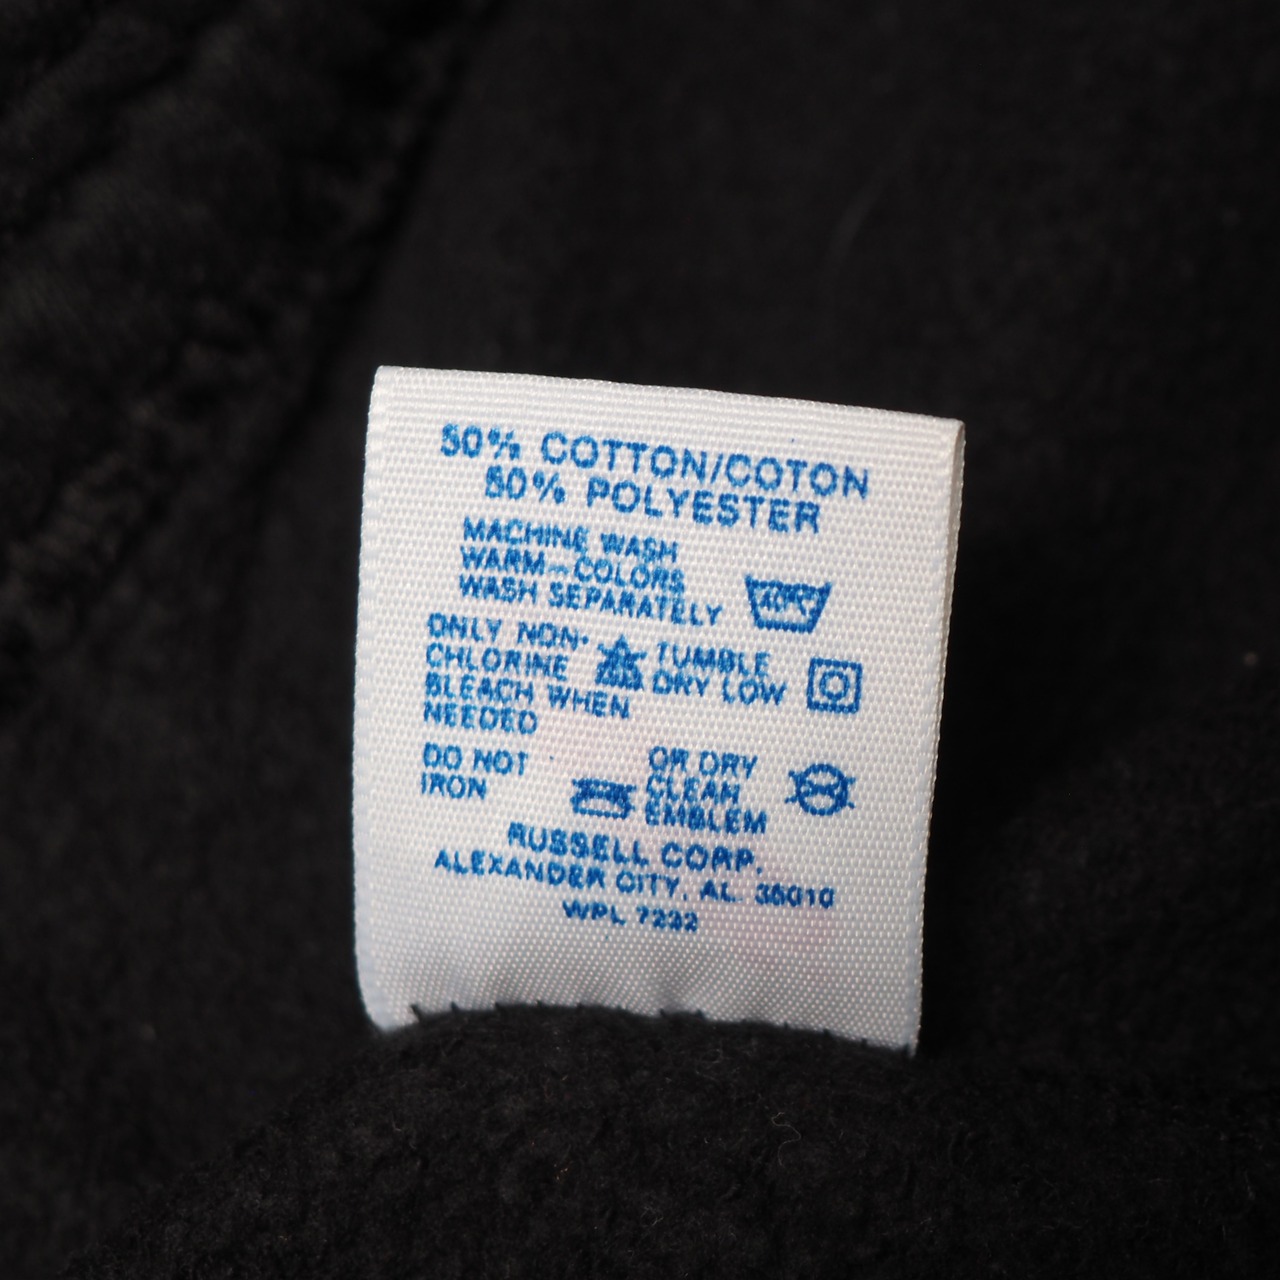 50% COTTON/COTON
50% POLYESTER
MACHINE WASH
WARM-COLORS
WASH SEPARATELY
ONLY NON-
CHLORINE
BLEACH WHEN
NEEDED
TUMBLE
DRY LOW
DO NOT
IRON
OR DRY
CLEAN
EMBLEM
RUSSELL CORP.
ALEXANDER CITY, AL. 35010
WPL 7232